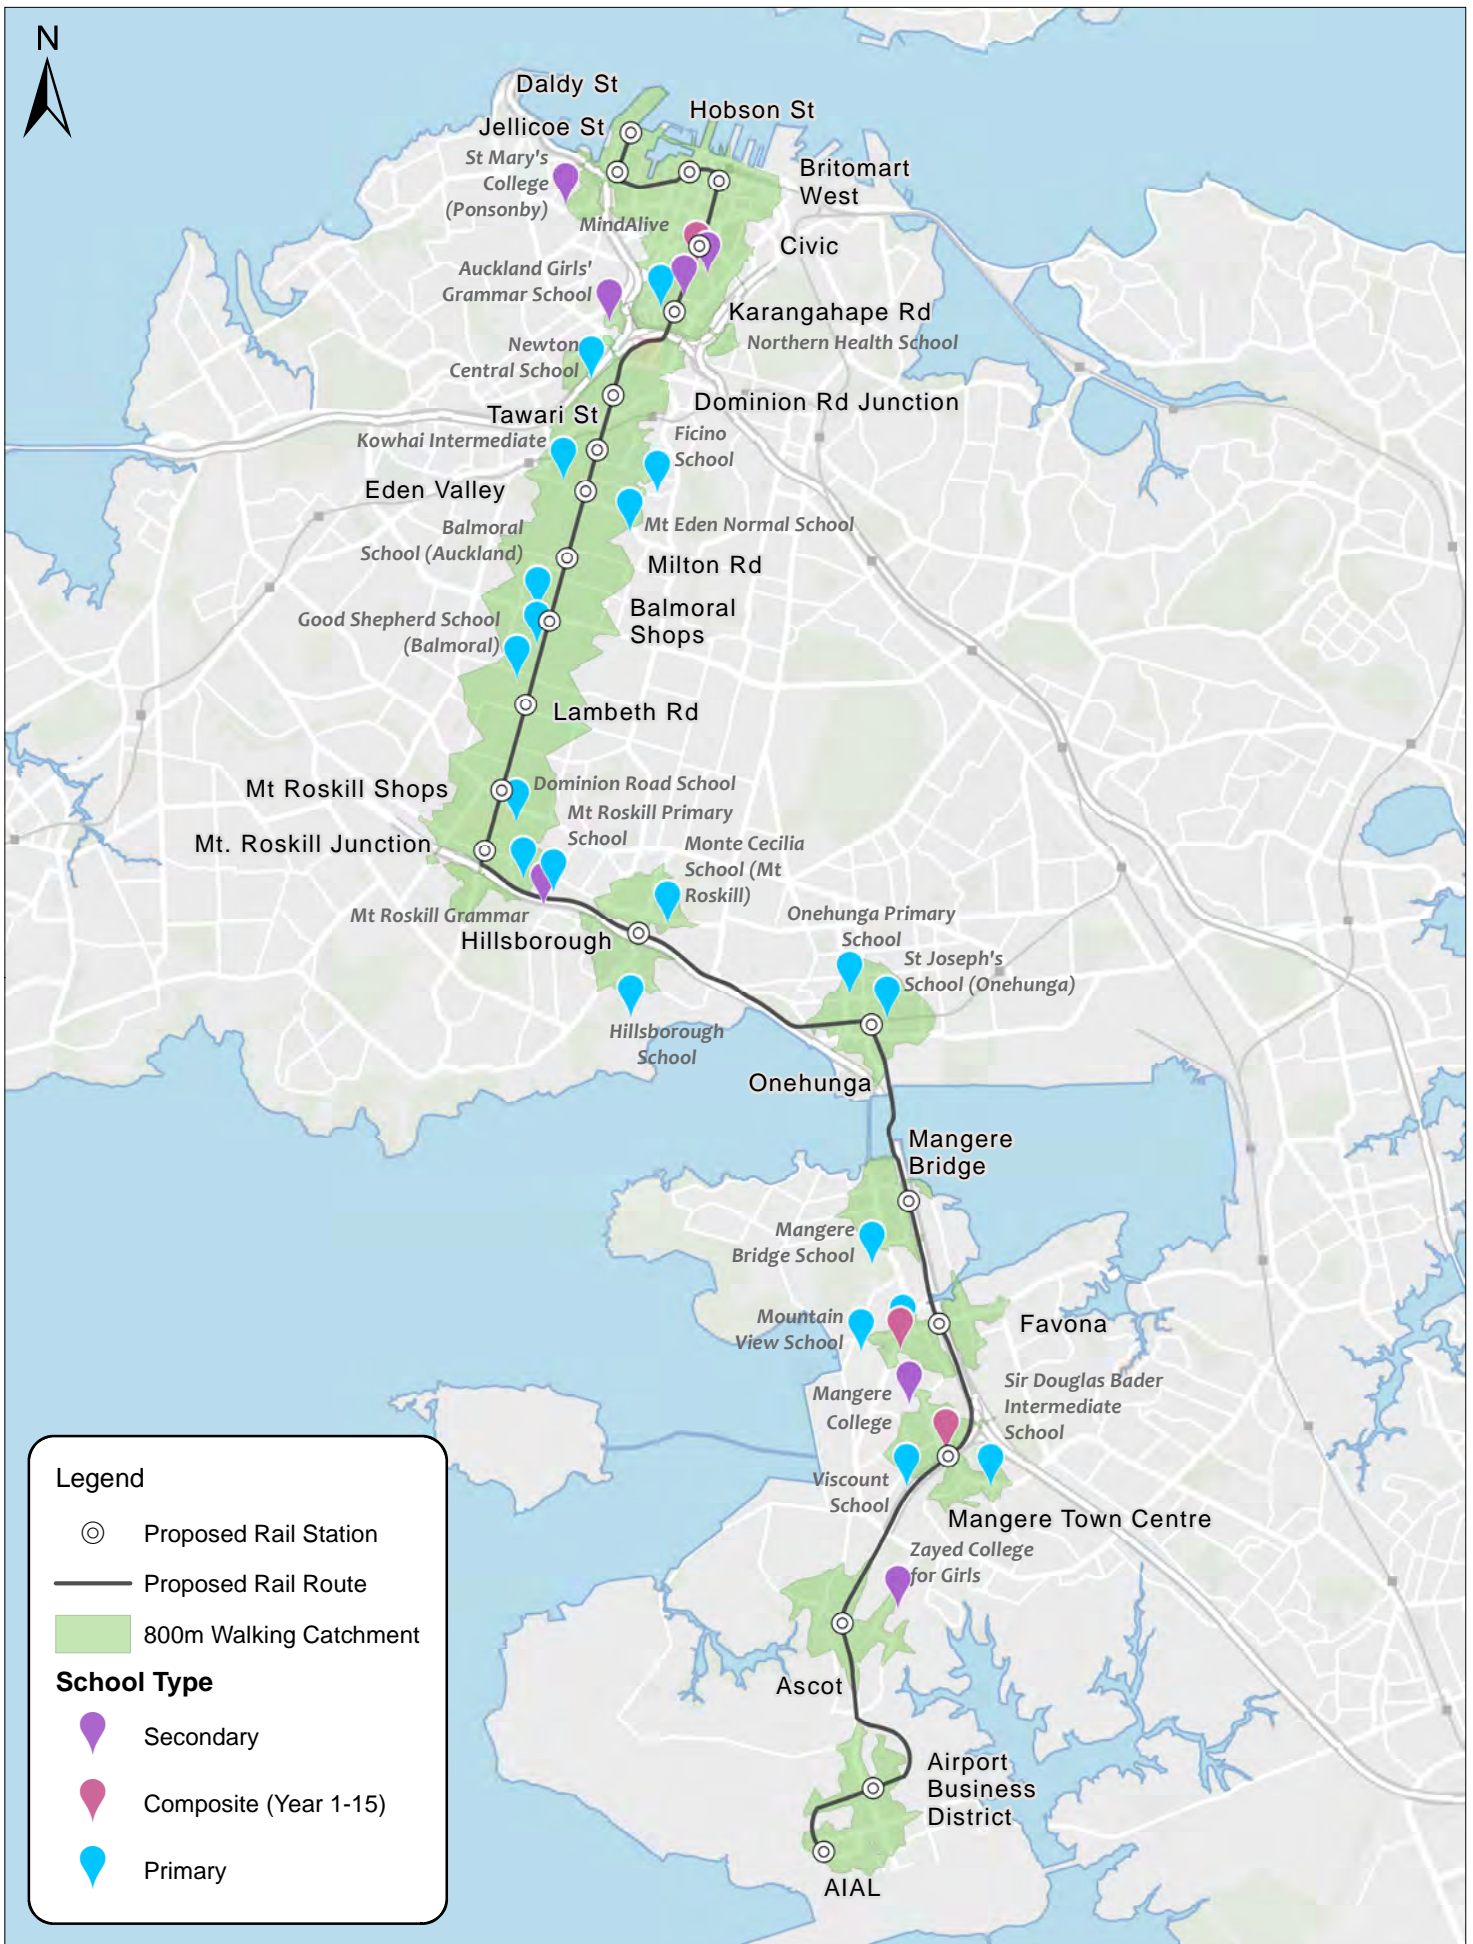 N
Daldy St
Hobson St
Jellicoe St
St Mary's
College
(Ponsonby)
Britomart
West
MindAlive
Civic
Auckland Girls'
Grammar School
Karangahape Rd
Northern Health School
Newton
Central School
Dominion Rd Junction
Tawari St
Kowhai Intermediate
Ficino
School
Eden Valley
Balmoral
School (Auckland)
Mt Eden Normal School
Milton Rd
Balmoral
Shops
Good Shepherd School
(Balmoral)
Lambeth Rd
Mt Roskill Shops
Dominion Road School
Mt Roskill Primary
School
Mt. Roskill Junction
Monte Cecilia
School (Mt
Roskill)
Mt Roskill Grammar
Hillsborough
Onehunga Primary
School
St Joseph's
School (Onehunga)
Hillsborough
School
Onehunga
Mangere
Bridge
Mangere
Bridge School
Mountain
View School
Favona
Mangere
College
Sir Douglas Bader
Intermediate
School
Viscount
School
Mangere Town Centre
Zayed College
for Girls
Ascot
Airport
Business
District
AIAL
Legend
Proposed Rail Station
Proposed Rail Route
800m Walking Catchment
School Type
Secondary
Composite (Year 1-15)
Primary